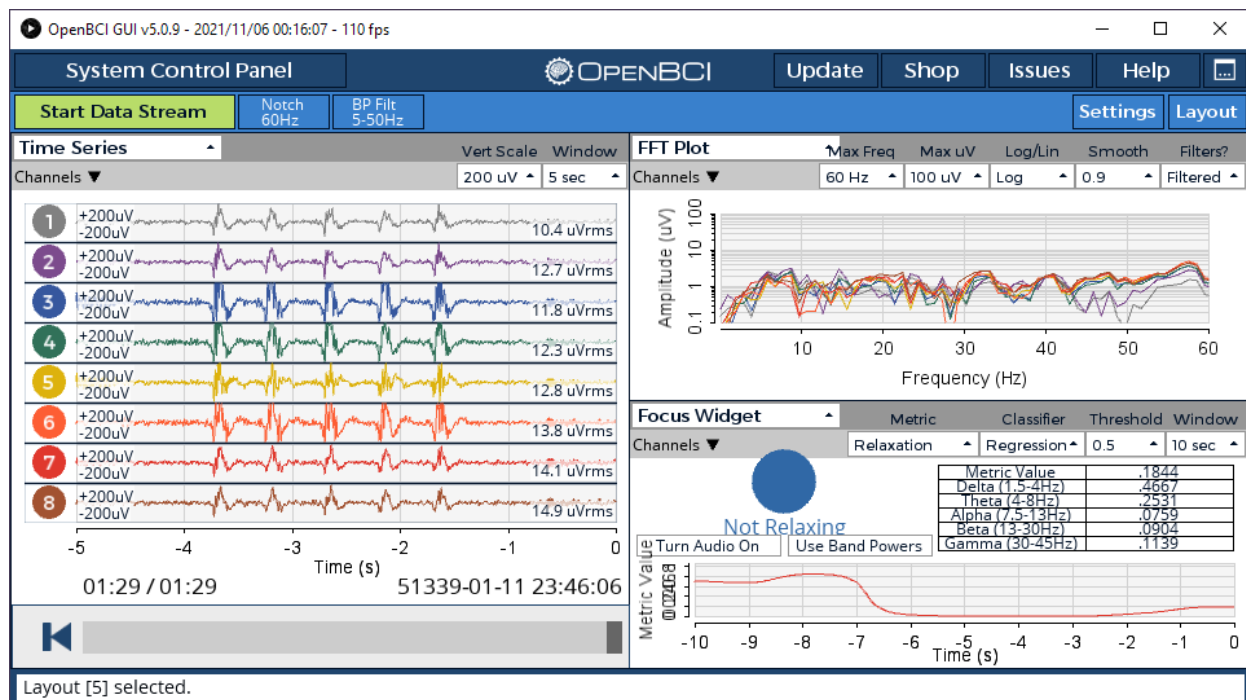 OpenBCI GUI v5.0.9 - 2021/11/06 00:16:07 - 110 fps
System Control Panel
OPENBCI
Update
Shop
Issues
Help
Start Data Stream
Notch
60Hz
BP Filt
5-50Hz
Settings
Layout
Time Series
Vert Scale Window
Channels
200 uV
5 sec
1 +200uV
-200uV
10.4 uVrms
2 +200uV
-200uV
12.7 uVrms
3 +200uV
-200uV
11.8 uVrms
4 +200uV
-200uV
12.3 uVrms
5 +200uV
-200uV
12.8 uVrms
6 +200uV
-200uV
13.8 uVrms
7 +200uV
-200uV
14.1 uVrms
8 +200uV
-200uV
14.9 uVrms
-5 -4 -3 -2 -1 0
Time (s)
01:29 / 01:29
51339-01-11 23:46:06
FFT Plot
Max Freq Max uV Log/Lin Smooth Filters?
Channels
60 Hz 100 uV Log 0.9 Filtered
Amplitude (uV)
100
10
1
0.1
10 20 30 40 50 60
Frequency (Hz)
Focus Widget
Metric Classifier Threshold Window
Channels
Relaxation Regression 0.5 10 sec
Not Relaxing
Turn Audio On
Use Band Powers
Metric Value .1844
Delta (1.5-4Hz) .4667
Theta (4-8Hz) .2531
Alpha (7.5-13Hz) .0759
Beta (13-30Hz) .0904
Gamma (30-45Hz) .1139
Metric Value
-10 -9 -8 -7 -6 -5 -4 -3 -2 -1 0
Time (s)
Layout [5] selected.